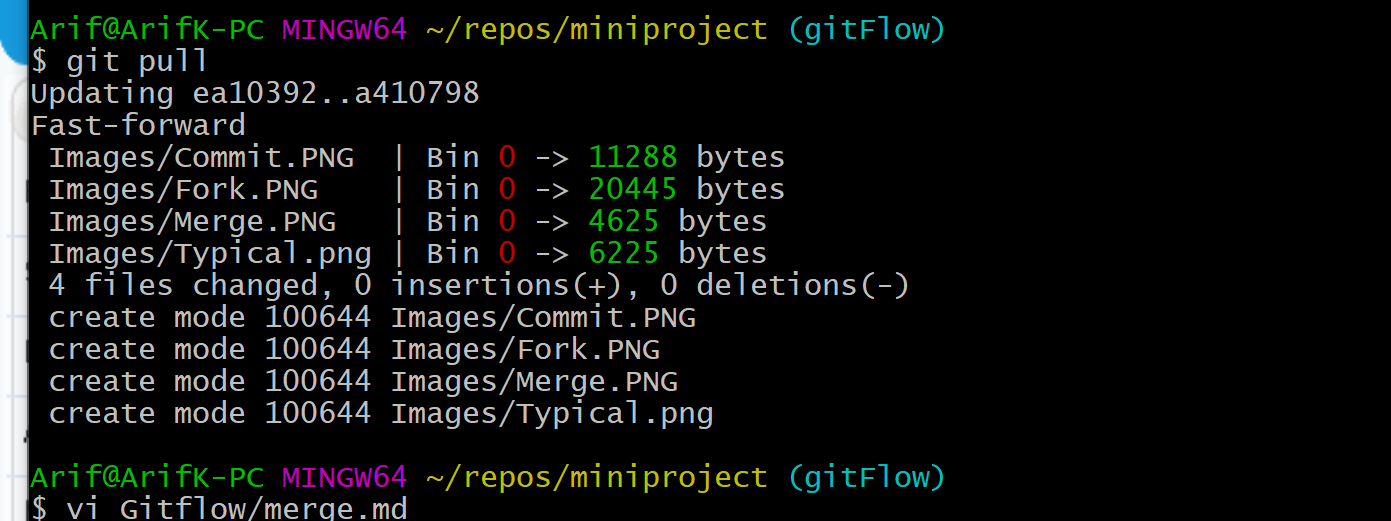 Arif@ArifK-PC MINGW64 ~/repos/miniproject (gitFlow)
$ git pull
Updating ea10392..a410798
Fast-forward
 Images/Commit.PNG  | Bin 0 -> 11288 bytes
 Images/Fork.PNG    | Bin 0 -> 20445 bytes
 Images/Merge.PNG   | Bin 0 -> 4625 bytes
 Images/Typical.png | Bin 0 -> 6225 bytes
 4 files changed, 0 insertions(+), 0 deletions(-)
 create mode 100644 Images/Commit.PNG
 create mode 100644 Images/Fork.PNG
 create mode 100644 Images/Merge.PNG
 create mode 100644 Images/Typical.png
Arif@ArifK-PC MINGW64 ~/repos/miniproject (gitFlow)
$ vi Gitflow/merge.md